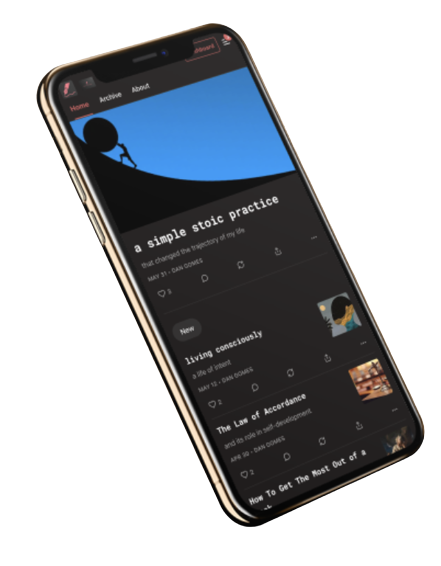 Home Archive About
a simple stoic practice
that changed the trajectory of my life
MAY 31 • DAN GOMES
3
New
living consciously
a life of intent
MAY 12 • DAN GOMES
2
The Law of Accordance
and its role in self-development
APR 30 • DAN GOMES
2
How To Get The Most Out of a